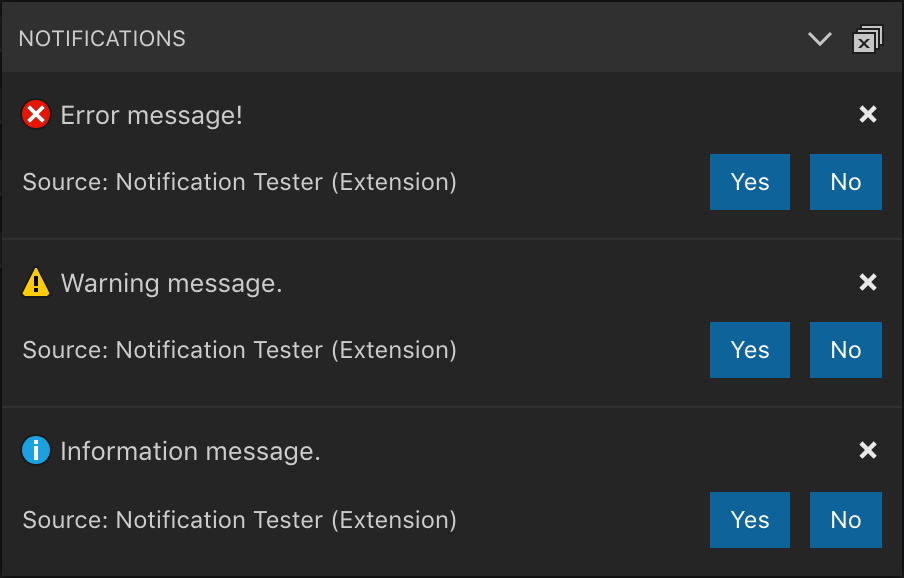 NOTIFICATIONS
Error message!
Source: Notification Tester (Extension) Yes No
Warning message.
Source: Notification Tester (Extension) Yes No
Information message.
Source: Notification Tester (Extension) Yes No